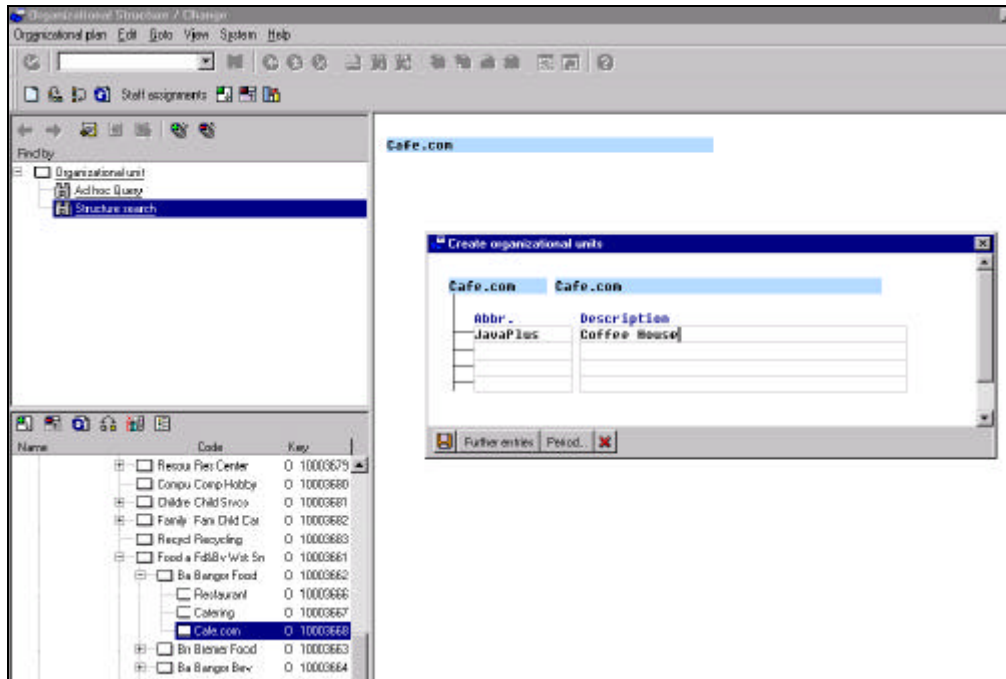 Organizational Structure / Change
Organizational plan Edit Goto View System Help
Staff assignments
Find by
Organizational unit
Ad hoc Query
Structure search
Cafe.com
Create organizational units
Cafe.com Cafe.com
Abbr. Description
JavaPlus Coffee House
Further entries Period..
Name Code Key
Resour Res Center O 10003679
Compu Comp Hobby O 10003680
Childre Child Srvcs O 10003681
Family Fam Child Car O 10003682
Recycl Recycling O 10003683
Food a Fd&Bv Wst Sn O 10003661
Ba Bangor Food O 10003662
Restaurant O 10003666
Catering O 10003667
Cafe.com O 10003668
Bn Bremer Food O 10003663
Ba Bangor Bev O 10003664